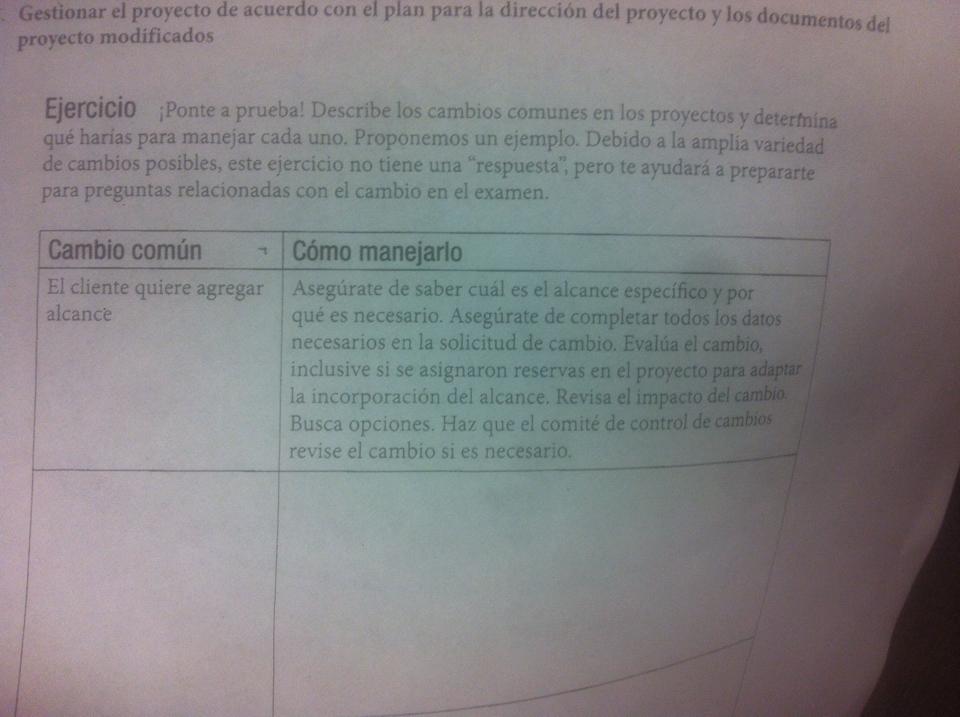 Gestionar el proyecto de acuerdo con el plan para la dirección del proyecto y los documentos del
proyecto modificados
Ejercicio ¡Ponte a prueba! Describe los cambios comunes en los proyectos y determina
qué harías para manejar cada uno. Proponemos un ejemplo. Debido a la amplia variedad
de cambios posibles, este ejercicio no tiene una “respuesta”, pero te ayudará a prepararte
para preguntas relacionadas con el cambio en el examen.
Cambio común
Cómo manejarlo
El cliente quiere agregar
alcance
Asegúrate de saber cuál es el alcance específico y por
qué es necesario. Asegúrate de completar todos los datos
necesarios en la solicitud de cambio. Evalúa el cambio,
inclusive si se asignaron reservas en el proyecto para adaptar
la incorporación del alcance. Revisa el impacto del cambio.
Busca opciones. Haz que el comité de control de cambios
revise el cambio si es necesario.